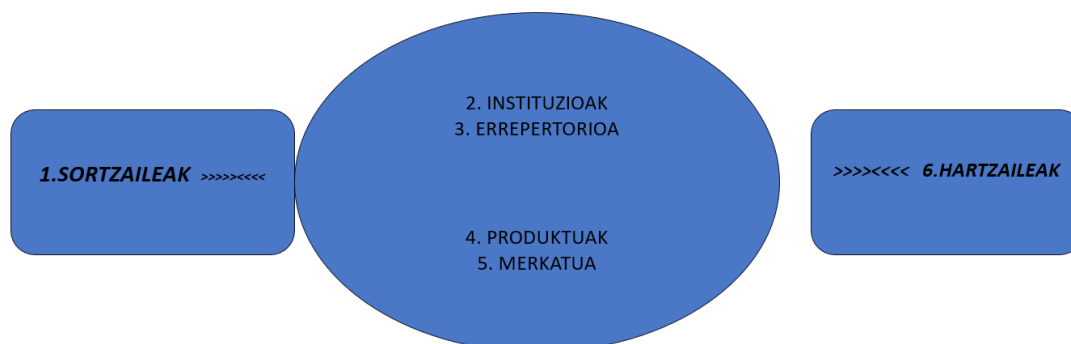 1.SORTZAILEAK >>>>><<<<
2. INSTITUZIOAK
3. ERREPERTORIOA
4. PRODUKTUAK
5. MERKATUA
>>>><<<< 6.HARTZAILEAK